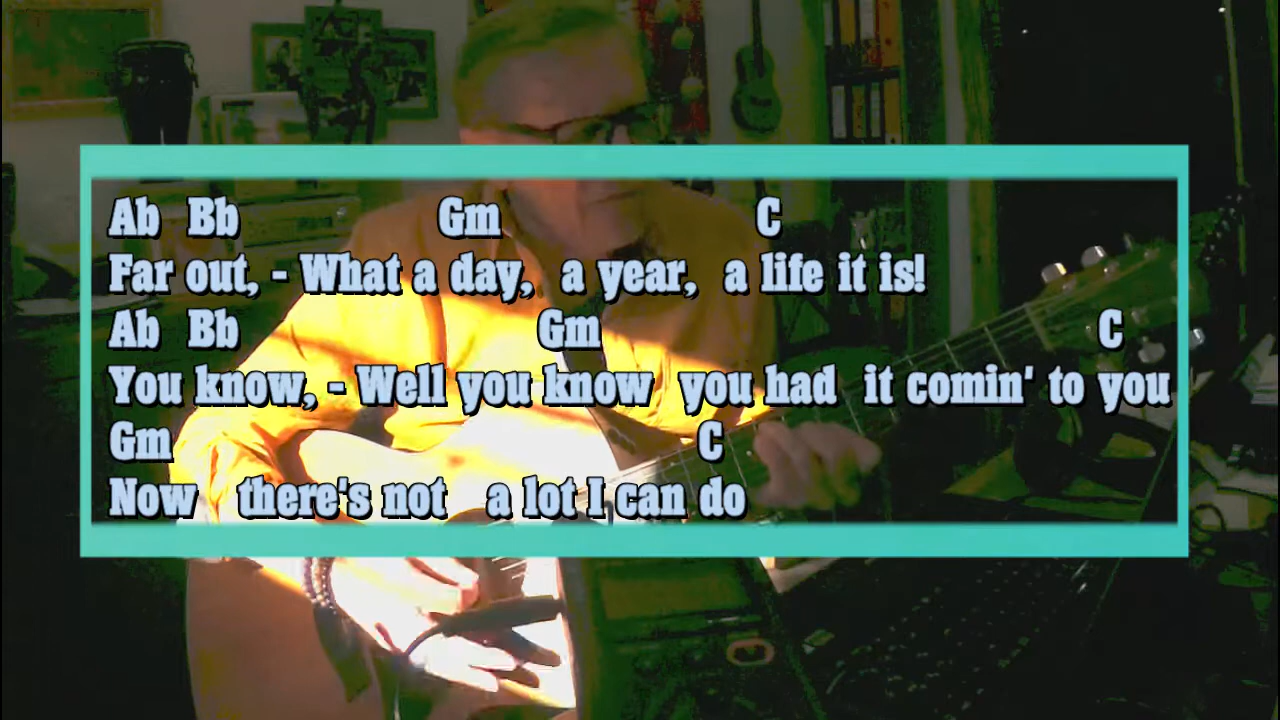 Ab Bb Gm C
Far out, - What a day, a year, a life it is!
Ab Bb Gm C
You know, - Well you know you had it comin' to you
Gm C
Now there's not a lot I can do